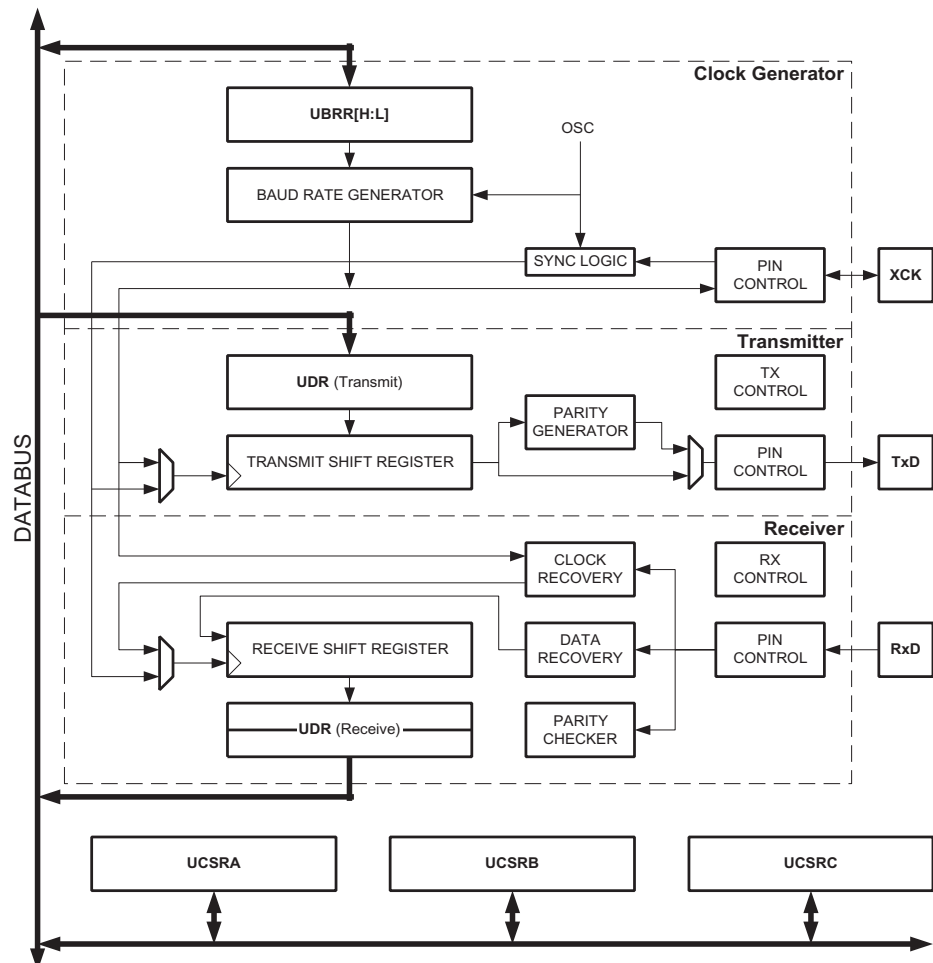 Clock Generator
UBRR[H:L]
OSC
BAUD RATE GENERATOR
SYNC LOGIC
PIN
CONTROL
XCK
Transmitter
UDR (Transmit)
TX
CONTROL
PARITY
GENERATOR
TRANSMIT SHIFT REGISTER
PIN
CONTROL
TxD
DATABUS
Receiver
CLOCK
RECOVERY
RX
CONTROL
RECEIVE SHIFT REGISTER
DATA
RECOVERY
PIN
CONTROL
RxD
UDR (Receive)
PARITY
CHECKER
UCSRA
UCSRB
UCSRC